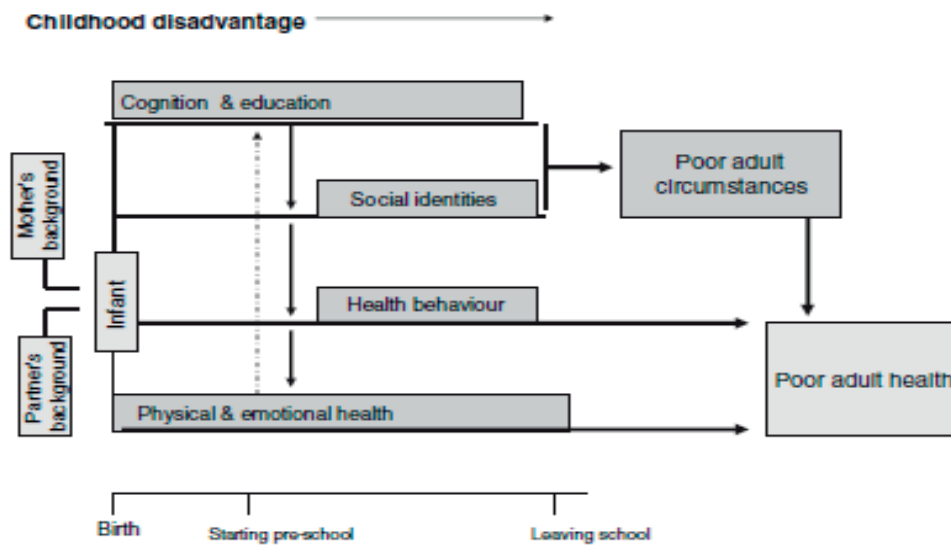 Childhood disadvantage
Cognition & education
Mother's
background
Poor adult
circumstances
Social identities
Infant
Health behaviour
Partner's
background
Poor adult health
Physical & emotional health
Birth
Starting pre-school
Leaving school